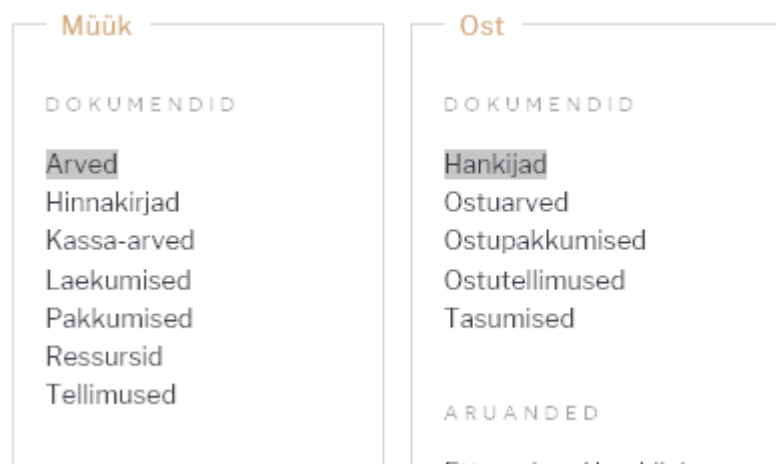 Müük
DOKUMENDID
Arved
Hinnakirjad
Kassa-arved
Laekumised
Pakkumised
Ressursid
Tellimused
Ost
DOKUMENDID
Hankijad
Ostuarved
Ostupakkumised
Ostutellimused
Tasumised
ARUANDED